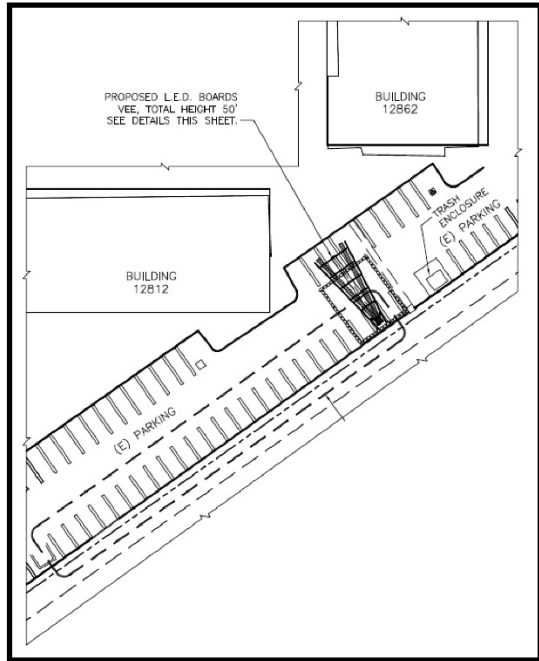 PROPOSED L.E.D. BOARDS
VEE, TOTAL HEIGHT 50'
SEE DETAILS THIS SHEET.
BUILDING
12862
TRASH
ENCLOSURE
(E) PARKING
BUILDING
12812
(E) PARKING